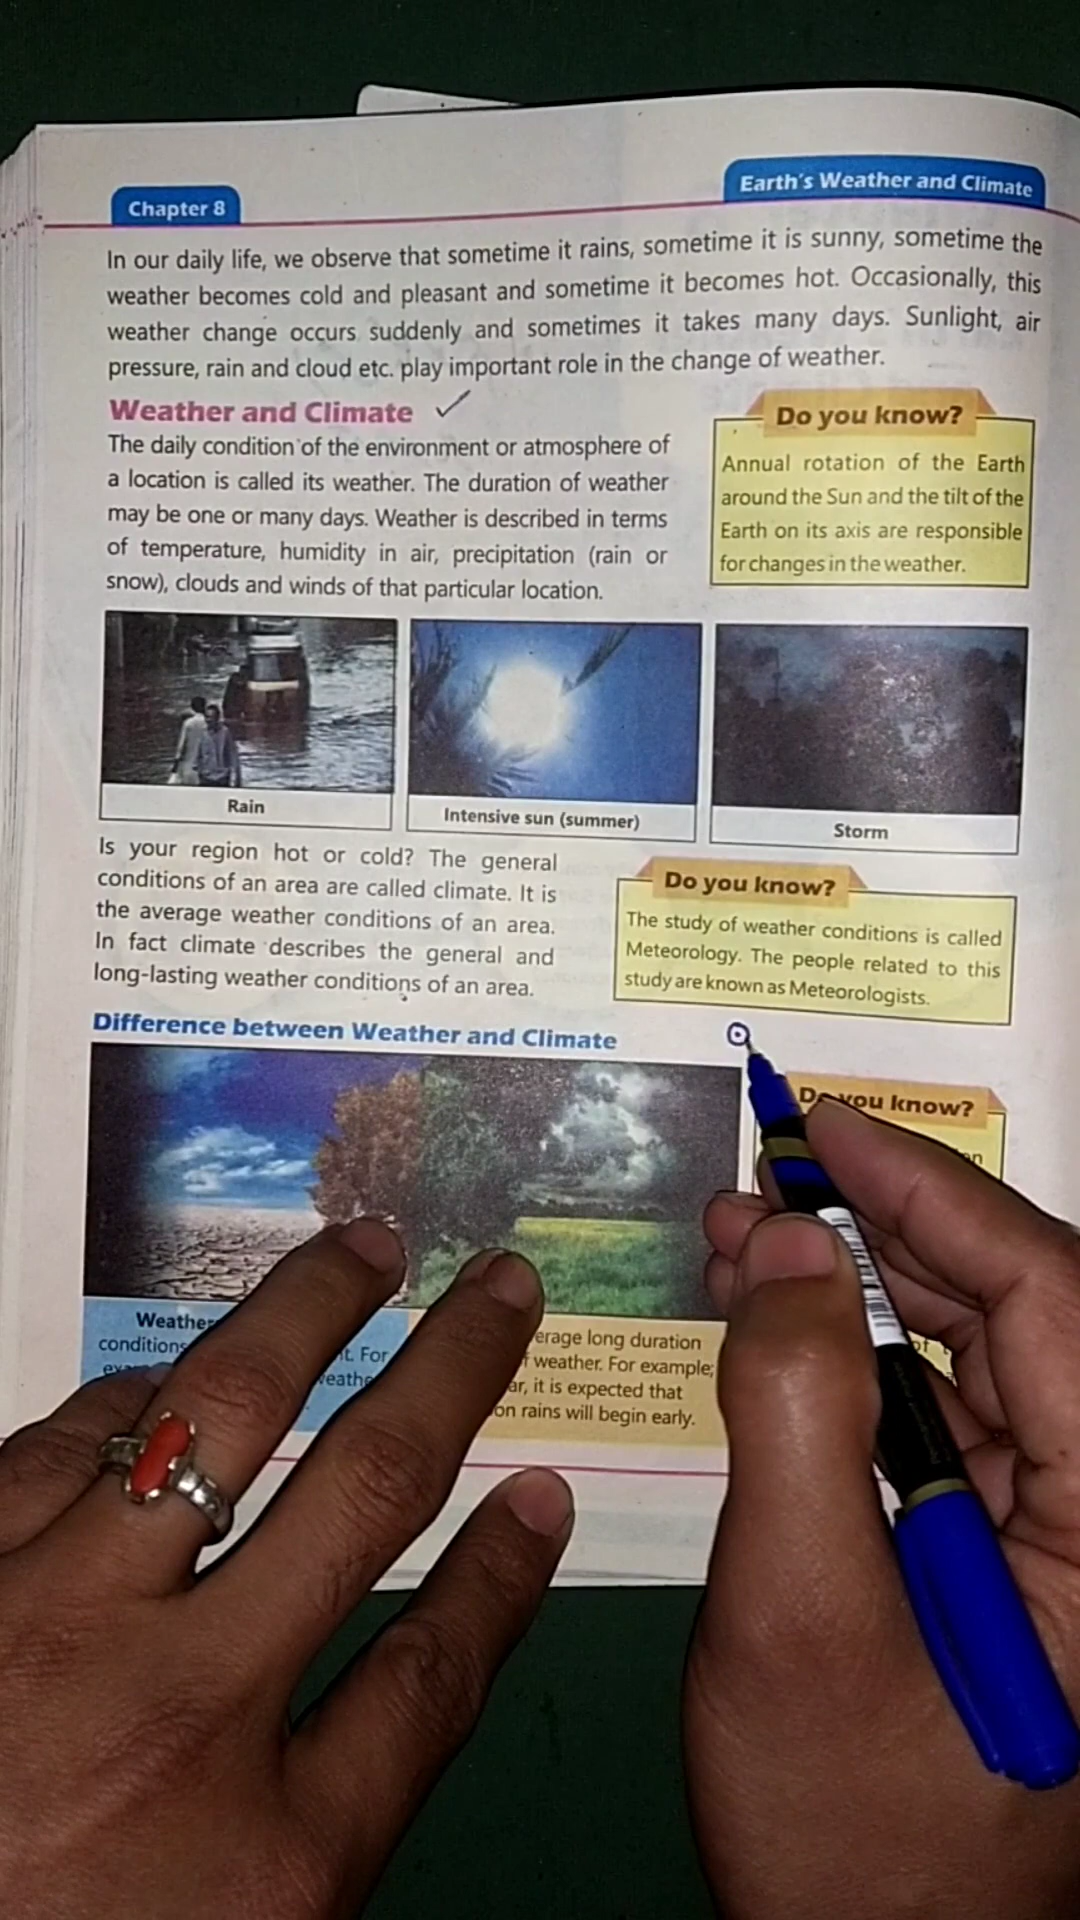 Chapter 8
Earth's Weather and Climate
In our daily life, we observe that sometime it rains, sometime it is sunny, sometime the
weather becomes cold and pleasant and sometime it becomes hot. Occasionally, this
weather change occurs suddenly and sometimes it takes many days. Sunlight, air
pressure, rain and cloud etc. play important role in the change of weather.
Weather and Climate
The daily condition of the environment or atmosphere of
a location is called its weather. The duration of weather
may be one or many days. Weather is described in terms
of temperature, humidity in air, precipitation (rain or
snow), clouds and winds of that particular location.
Do you know?
Annual rotation of the Earth
around the Sun and the tilt of the
Earth on its axis are responsible
for changes in the weather.
Rain
Intensive sun (summer)
Storm
Is your region hot or cold? The general
conditions of an area are called climate. It is
the average weather conditions of an area.
In fact climate describes the general and
long-lasting weather conditions of an area.
Do you know?
The study of weather conditions is called
Meteorology. The people related to this
study are known as Meteorologists.
Difference between Weather and Climate
Do you know?
Weather
conditions
For
erage long duration
weather. For example;
ar, it is expected that
on rains will begin early.